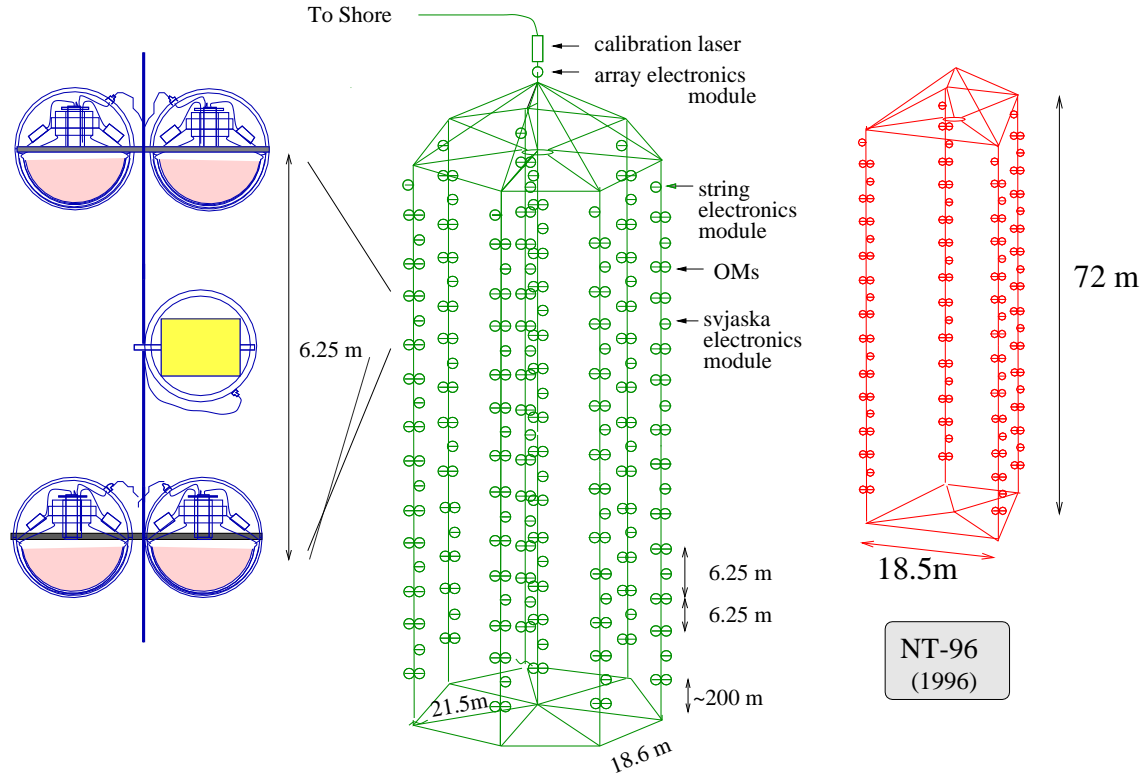 To Shore
calibration laser
array electronics
module
string
electronics
module
OMs
svjaska
electronics
module
6.25 m
6.25 m
6.25 m
~200 m
21.5m
18.6 m
72 m
18.5m
NT-96
(1996)